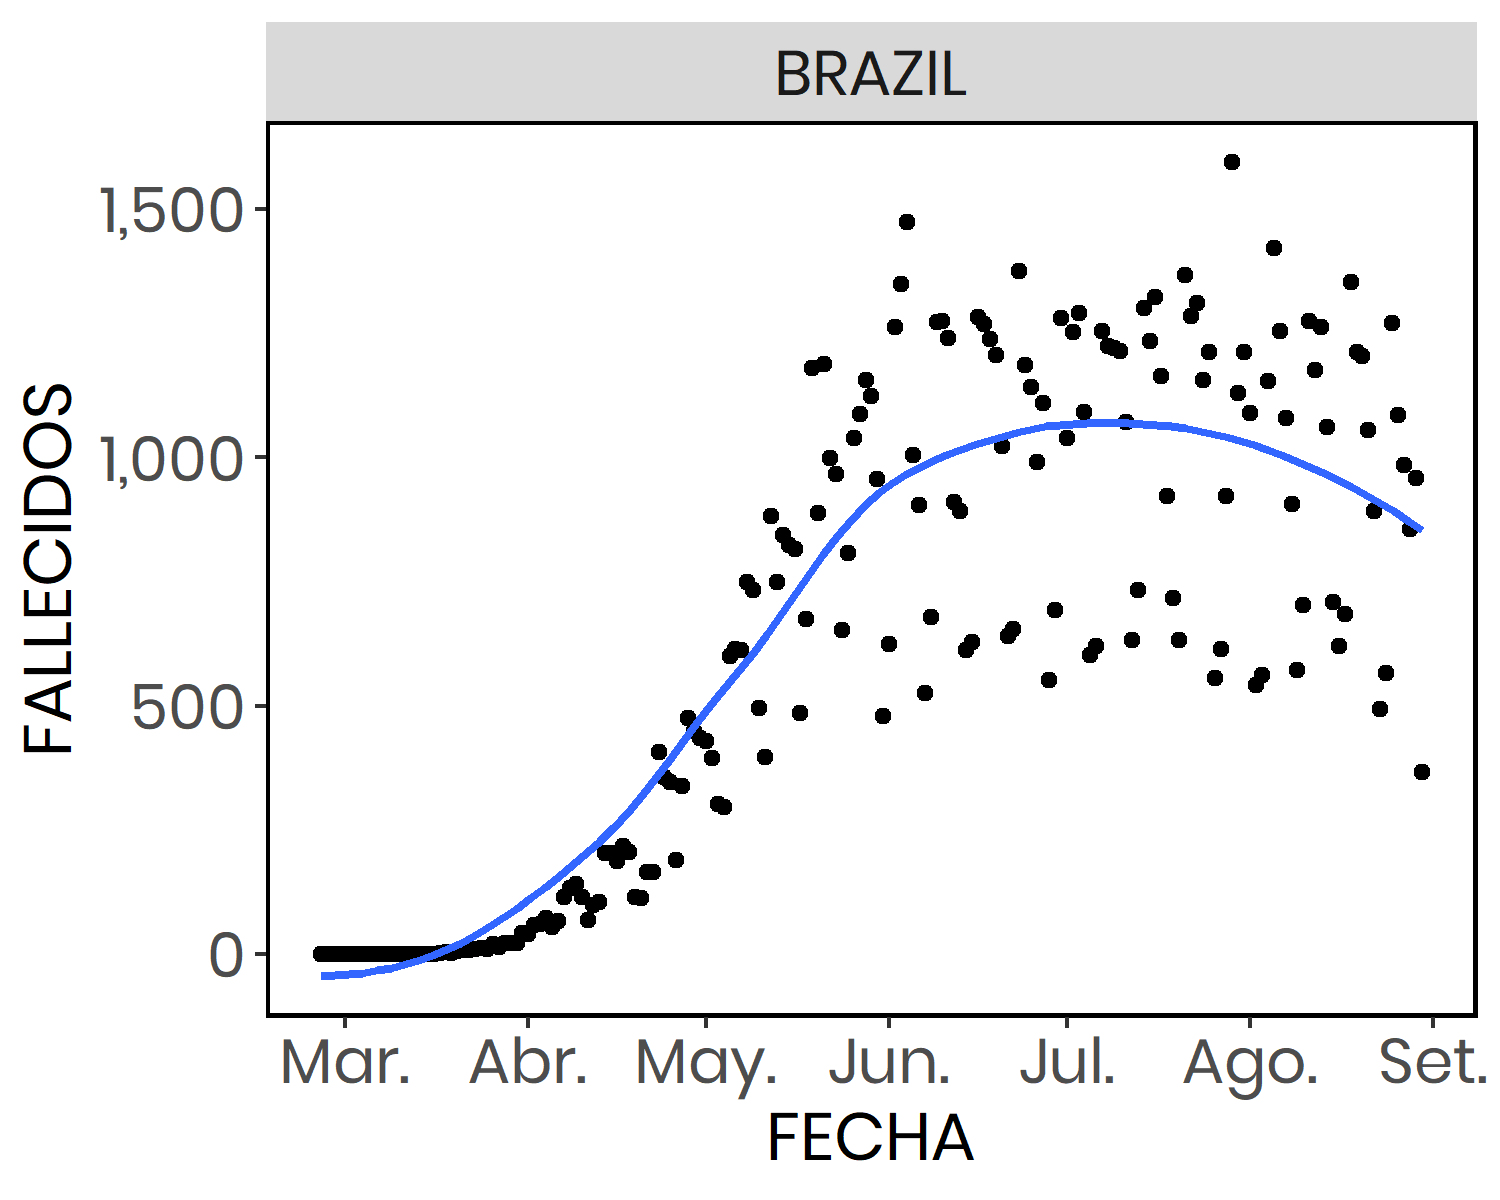 BRAZIL
1,500
1,000
500
0
FALLECIDOS
Mar. Abr. May. Jun. Jul. Ago. Set.
FECHA